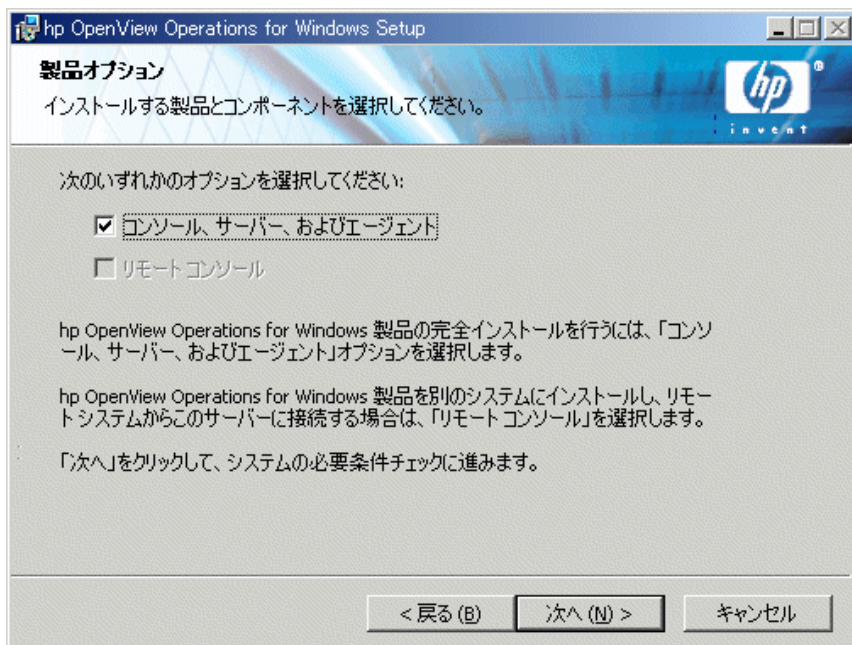 hp OpenView Operations for Windows Setup
製品オプション
インストールする製品とコンポーネントを選択してください。
hp
®
invent
次のいずれかのオプションを選択してください:
コンソール、サーバー、およびエージェント
リモート コンソール
hp OpenView Operations for Windows 製品の完全インストールを行うには、「コンソ
ール、サーバー、およびエージェント」オプションを選択します。
hp OpenView Operations for Windows 製品を別のシステムにインストールし、リモー
ト システムからこのサーバーに接続する場合は、「リモート コンソール」を選択します。
「次へ」をクリックして、システムの必要条件チェックに進みます。
< 戻る (B)
次へ (N) >
キャンセル